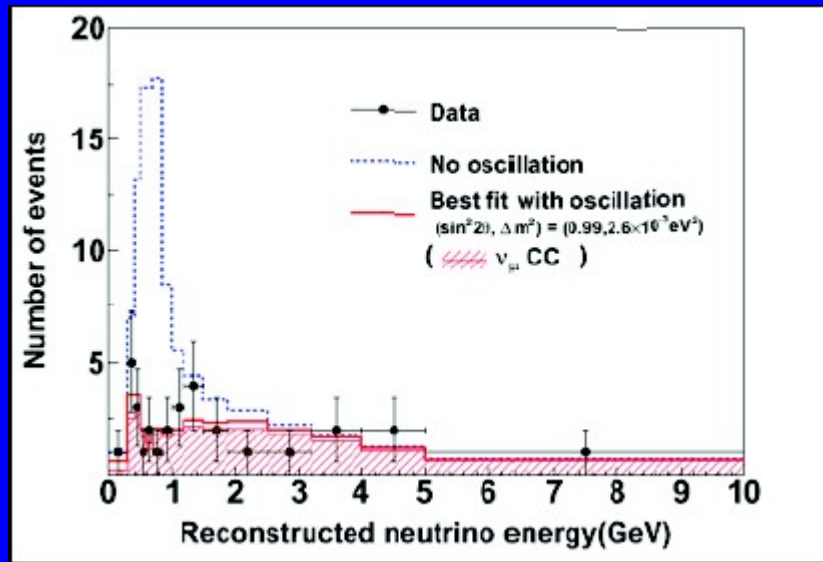 20
15
10
5
Number of events
Data
No oscillation
Best fit with oscillation
(sin²2θ, Δm²) = (0.99,2.6×10⁻³eV²)
( νμ CC )
0 1 2 3 4 5 6 7 8 9 10
Reconstructed neutrino energy(GeV)